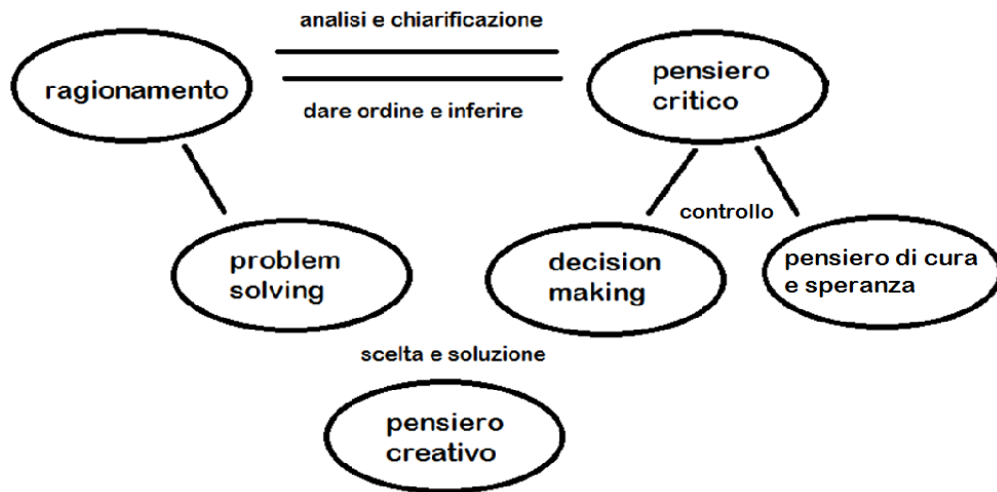 analisi e chiarificazione
ragionamento
dare ordine e inferire
pensiero
critico
controllo
problem
solving
decision
making
pensiero di cura
e speranza
scelta e soluzione
pensiero
creativo